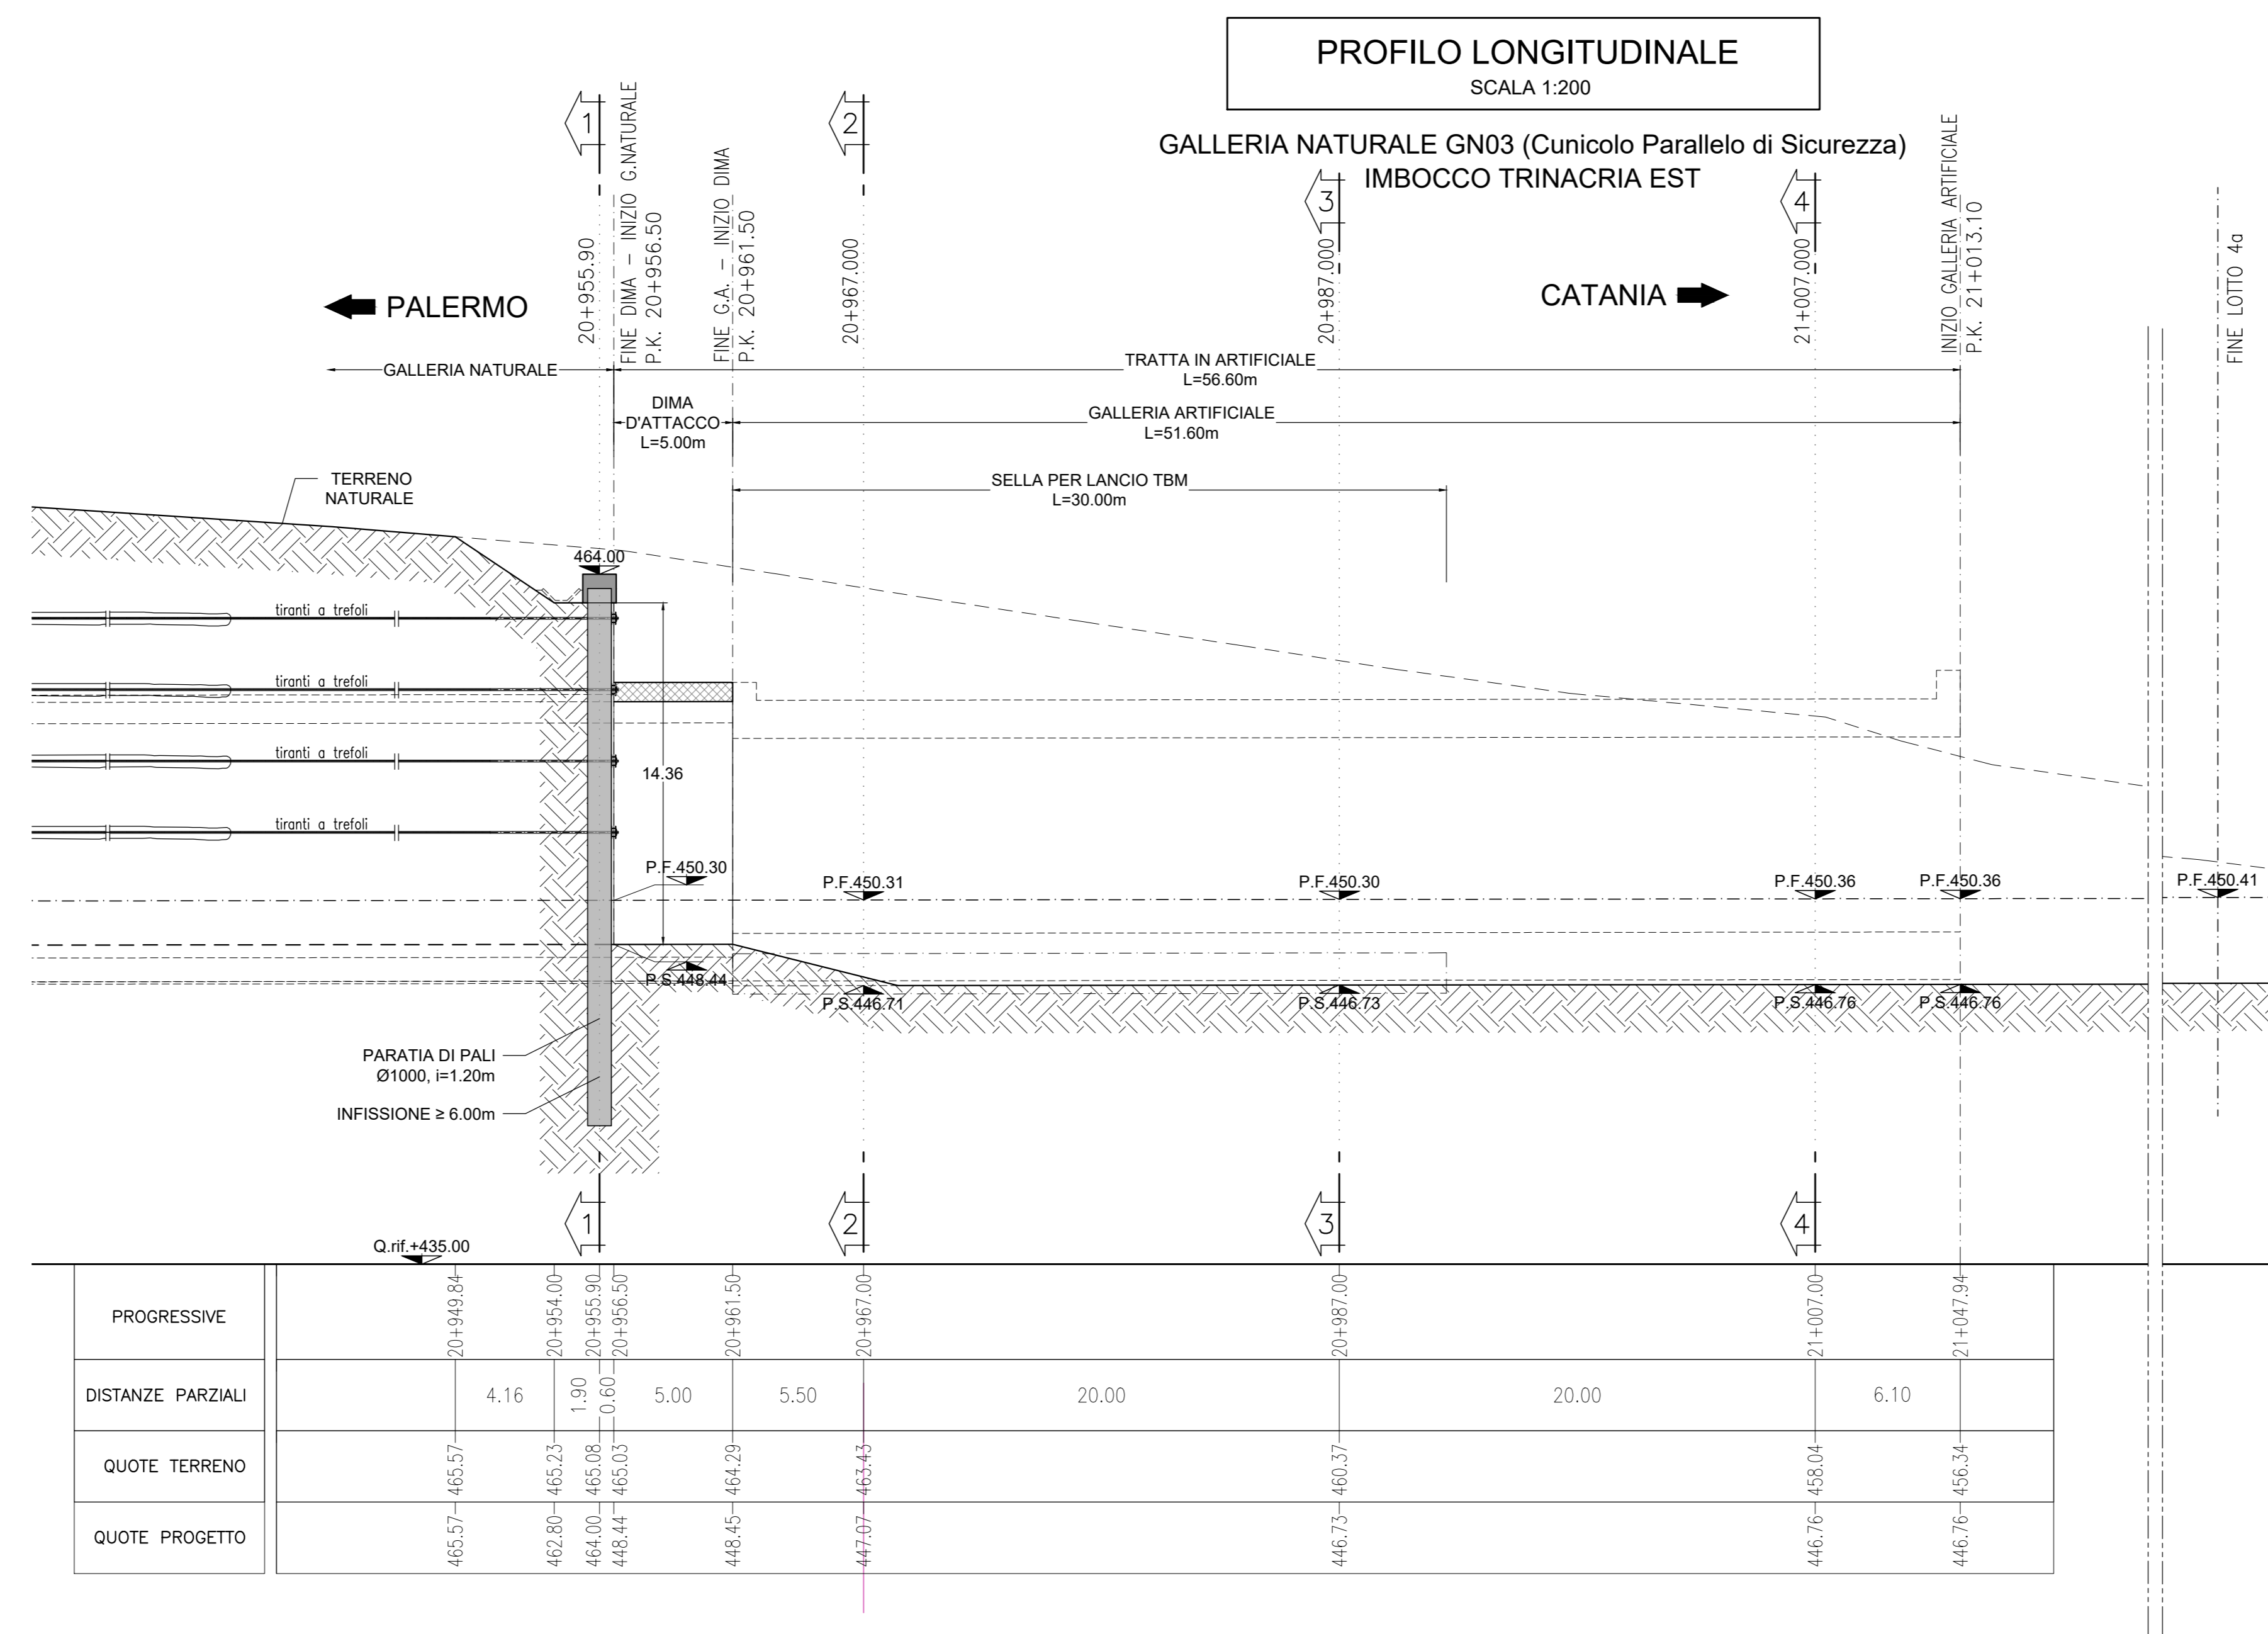 PROFILO LONGITUDINALE
SCALA 1:200
GALLERIA NATURALE GN03 (Cunicolo Parallelo di Sicurezza)
IMBOCCO TRINACRIA EST
1
2
3
4
20+955.90
FINE DIMA – INIZIO G.NATURALE
P.K. 20+956.50
FINE G.A. – INIZIO DIMA
P.K. 20+961.50
20+967.000
20+987.000
21+007.000
INIZIO GALLERIA ARTIFICIALE
P.K. 21+013.10
FINE LOTTO 4a
PALERMO
CATANIA
GALLERIA NATURALE
TRATTA IN ARTIFICIALE
L=56.60m
DIMA
D'ATTACCO
L=5.00m
GALLERIA ARTIFICIALE
L=51.60m
SELLA PER LANCIO TBM
L=30.00m
TERRENO
NATURALE
464.00
tiranti a trefoli
tiranti a trefoli
tiranti a trefoli
tiranti a trefoli
14.36
P.F.450.30
P.F.450.31
P.F.450.30
P.F.450.36
P.F.450.36
P.F.450.41
P.S.448.44
P.S.446.71
P.S.446.73
P.S.446.76
P.S.446.76
PARATIA DI PALI
Ø1000, i=1.20m
INFISSIONE ≥ 6.00m
1
2
3
4
Q.rif.+435.00
PROGRESSIVE 20+949.84 20+954.00 20+955.90 20+956.50 20+961.50 20+967.00 20+987.00 21+007.00 21+047.94
DISTANZE PARZIALI 4.16 1.90 0.60 5.00 5.50 20.00 20.00 6.10
QUOTE TERRENO 465.57 465.23 465.08 465.03 464.29 463.43 460.37 458.04 456.34
QUOTE PROGETTO 465.57 462.80 464.00 448.44 448.45 447.07 446.73 446.76 446.76